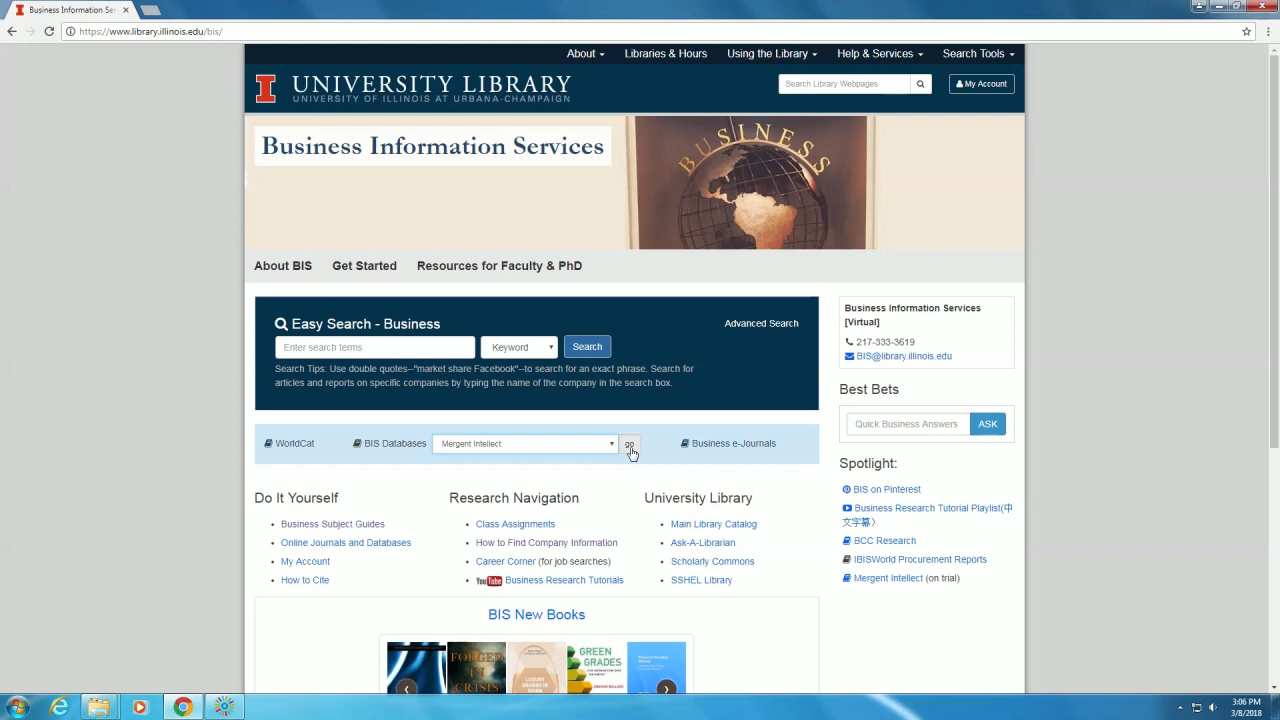 Business Information Se
https://www.library.illinois.edu/bis/
About
Libraries & Hours
Using the Library
Help & Services
Search Tools
I UNIVERSITY LIBRARY
UNIVERSITY OF ILLINOIS AT URBANA-CHAMPAIGN
Search Library Webpages
My Account
Business Information Services
BUSINESS
About BIS
Get Started
Resources for Faculty & PhD
Easy Search - Business
Advanced Search
Enter search terms
Keyword
Search
Search Tips: Use double quotes--"market share Facebook"--to search for an exact phrase. Search for
articles and reports on specific companies by typing the name of the company in the search box.
WorldCat
BIS Databases
Mergent Intellect
go
Business e-Journals
Do It Yourself
Business Subject Guides
Online Journals and Databases
My Account
How to Cite
Research Navigation
Class Assignments
How to Find Company Information
Career Corner (for job searches)
YouTube Business Research Tutorials
University Library
Main Library Catalog
Ask-A-Librarian
Scholarly Commons
SSHEL Library
BIS New Books
FORGED
IN
CRISIS
LUXURY
BRANDS IN
GREEN
GRADES
Business Information Services
[Virtual]
217-333-3619
BIS@library.illinois.edu
Best Bets
Quick Business Answers
ASK
Spotlight:
BIS on Pinterest
Business Research Tutorial Playlist(中
文字幕)
BCC Research
IBISWorld Procurement Reports
Mergent Intellect (on trial)
3:06 PM
3/8/2018